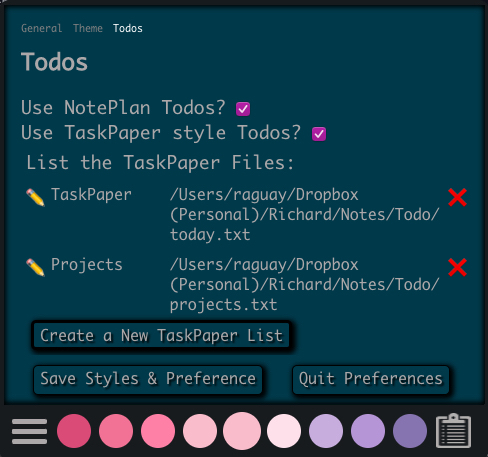 General Theme Todos
Todos
Use NotePlan Todos?
Use TaskPaper style Todos?
List the TaskPaper Files:
TaskPaper /Users/raguay/Dropbox
(Personal)/Richard/Notes/Todo/
today.txt
Projects /Users/raguay/Dropbox
(Personal)/Richard/Notes/Todo/
projects.txt
Create a New TaskPaper List
Save Styles & Preference Quit Preferences